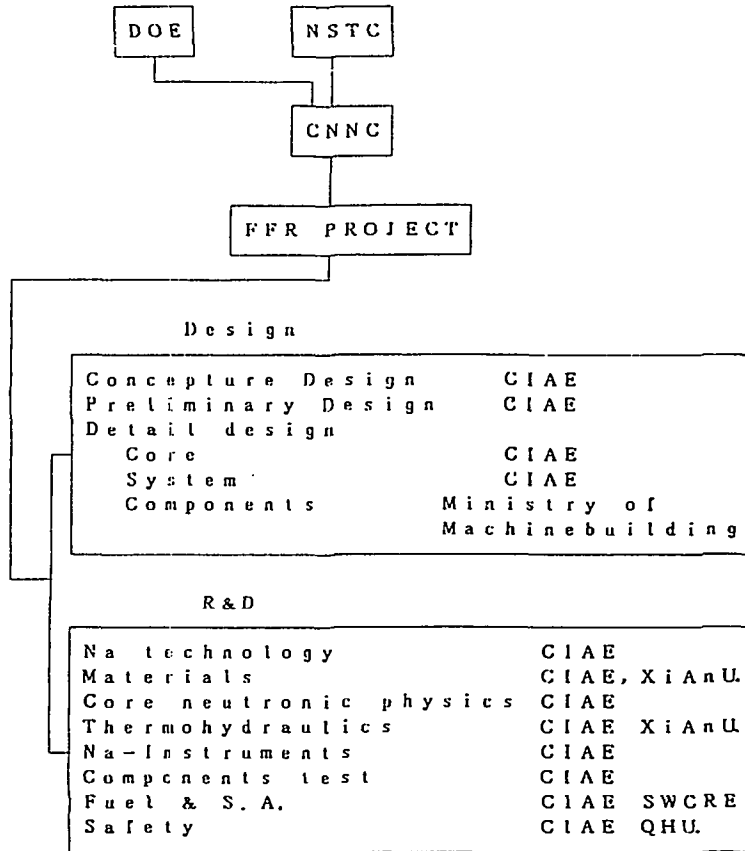 DOE NSTC
CNNC
FFR PROJECT
Design
Concepture Design CIAE
Preliminary Design CIAE
Detail design
Core CIAE
System CIAE
Components Ministry of
Machinebuilding
R&D
Na technology CIAE
Materials CIAE, XiAnU.
Core neutronic physics CIAE
Thermohydraulics CIAE XiAnU.
Na-Instruments CIAE
Components test CIAE
Fuel & S.A. CIAE SWCRE
Safety CIAE QHU.